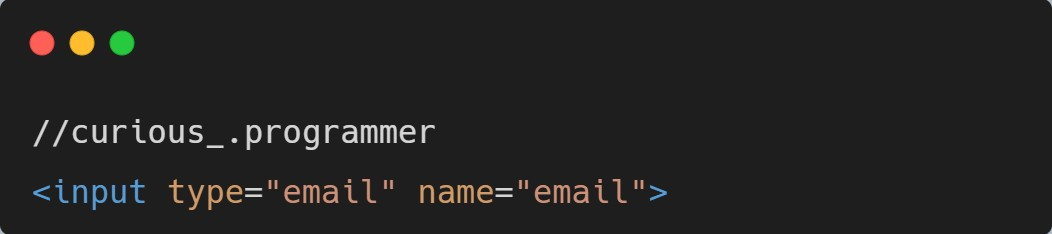 //curious_.programmer
<input type="email" name="email">